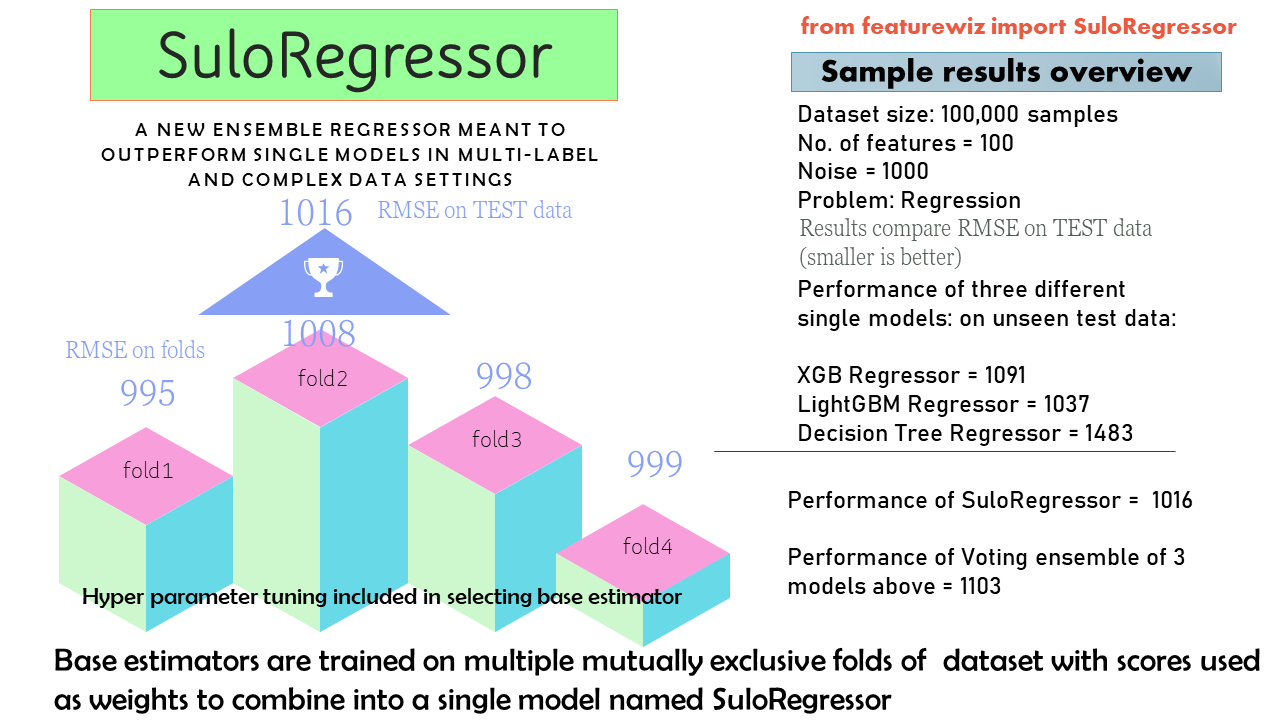 SuloRegressor
A NEW ENSEMBLE REGRESSOR MEANT TO
OUTPERFORM SINGLE MODELS IN MULTI-LABEL
AND COMPLEX DATA SETTINGS
1016 RMSE on TEST data
1008
RMSE on folds
995
998
999
fold1
fold2
fold3
fold4
Hyper parameter tuning included in selecting base estimator
from featurewiz import SuloRegressor
Sample results overview
Dataset size: 100,000 samples
No. of features = 100
Noise = 1000
Problem: Regression
Results compare RMSE on TEST data
(smaller is better)
Performance of three different
single models: on unseen test data:
XGB Regressor = 1091
LightGBM Regressor = 1037
Decision Tree Regressor = 1483
Performance of SuloRegressor = 1016
Performance of Voting ensemble of 3
models above = 1103
Base estimators are trained on multiple mutually exclusive folds of dataset with scores used
as weights to combine into a single model named SuloRegressor